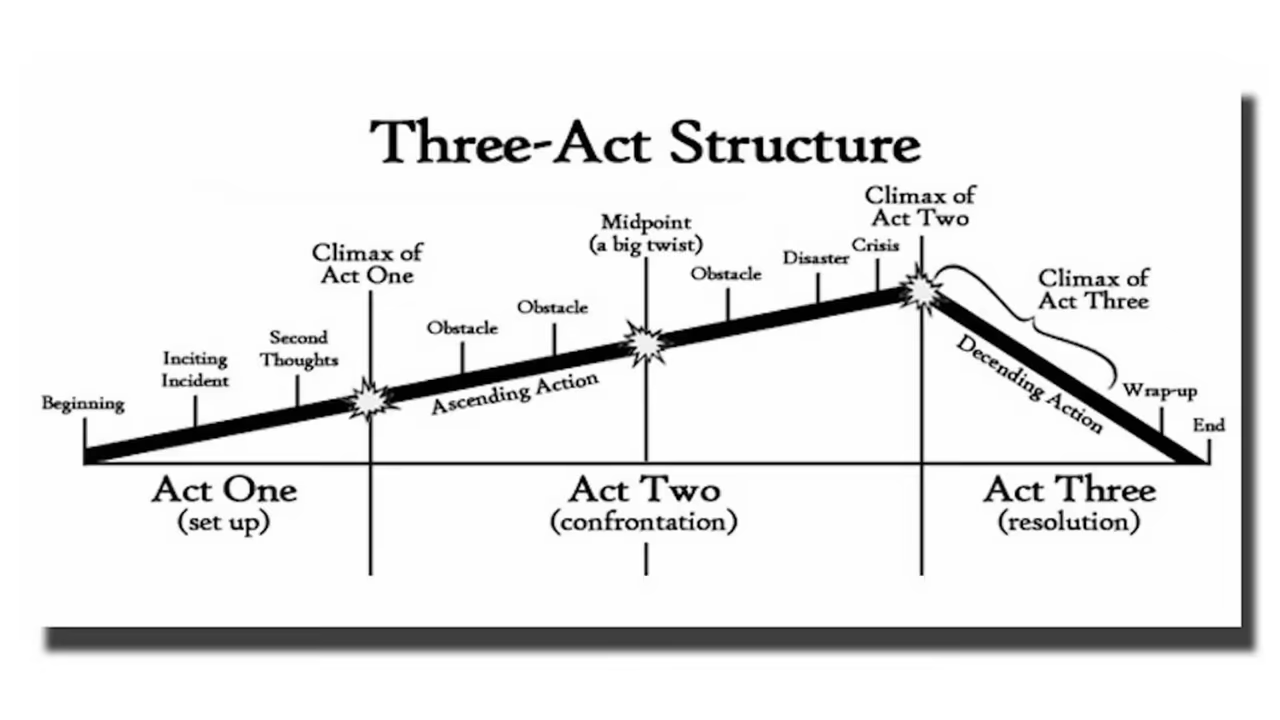 Three-Act Structure
Climax of
Act Two
Midpoint
(a big twist)
Crisis
Climax of
Act One
Disaster
Obstacle
Climax of
Act Three
Obstacle
Obstacle
Second
Thoughts
Inciting
Incident
Beginning
Ascending Action
Decending Action
Wrap-up
End
Act One
(set up)
Act Two
(confrontation)
Act Three
(resolution)